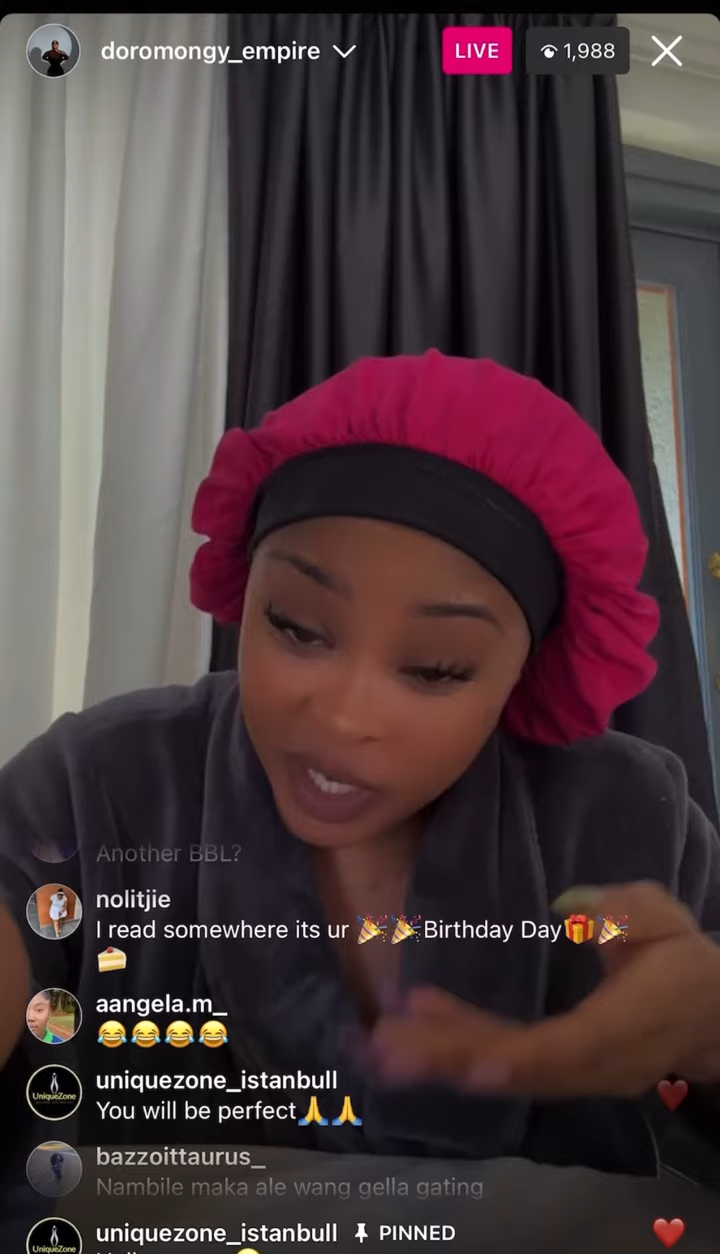 doromongy_empire
LIVE
1,988
Another BBL?
nolitjie
I read somewhere its ur 🎉🎉Birthday Day🎁🎉
🍰
aangela.m_
😂😂😂😂
uniquezone_istanbull
UniqueZone
You will be perfect🙏🙏
bazzoittaurus_
Nambile maka ale wang gella gating
uniquezone_istanbull PINNED
UniqueZone